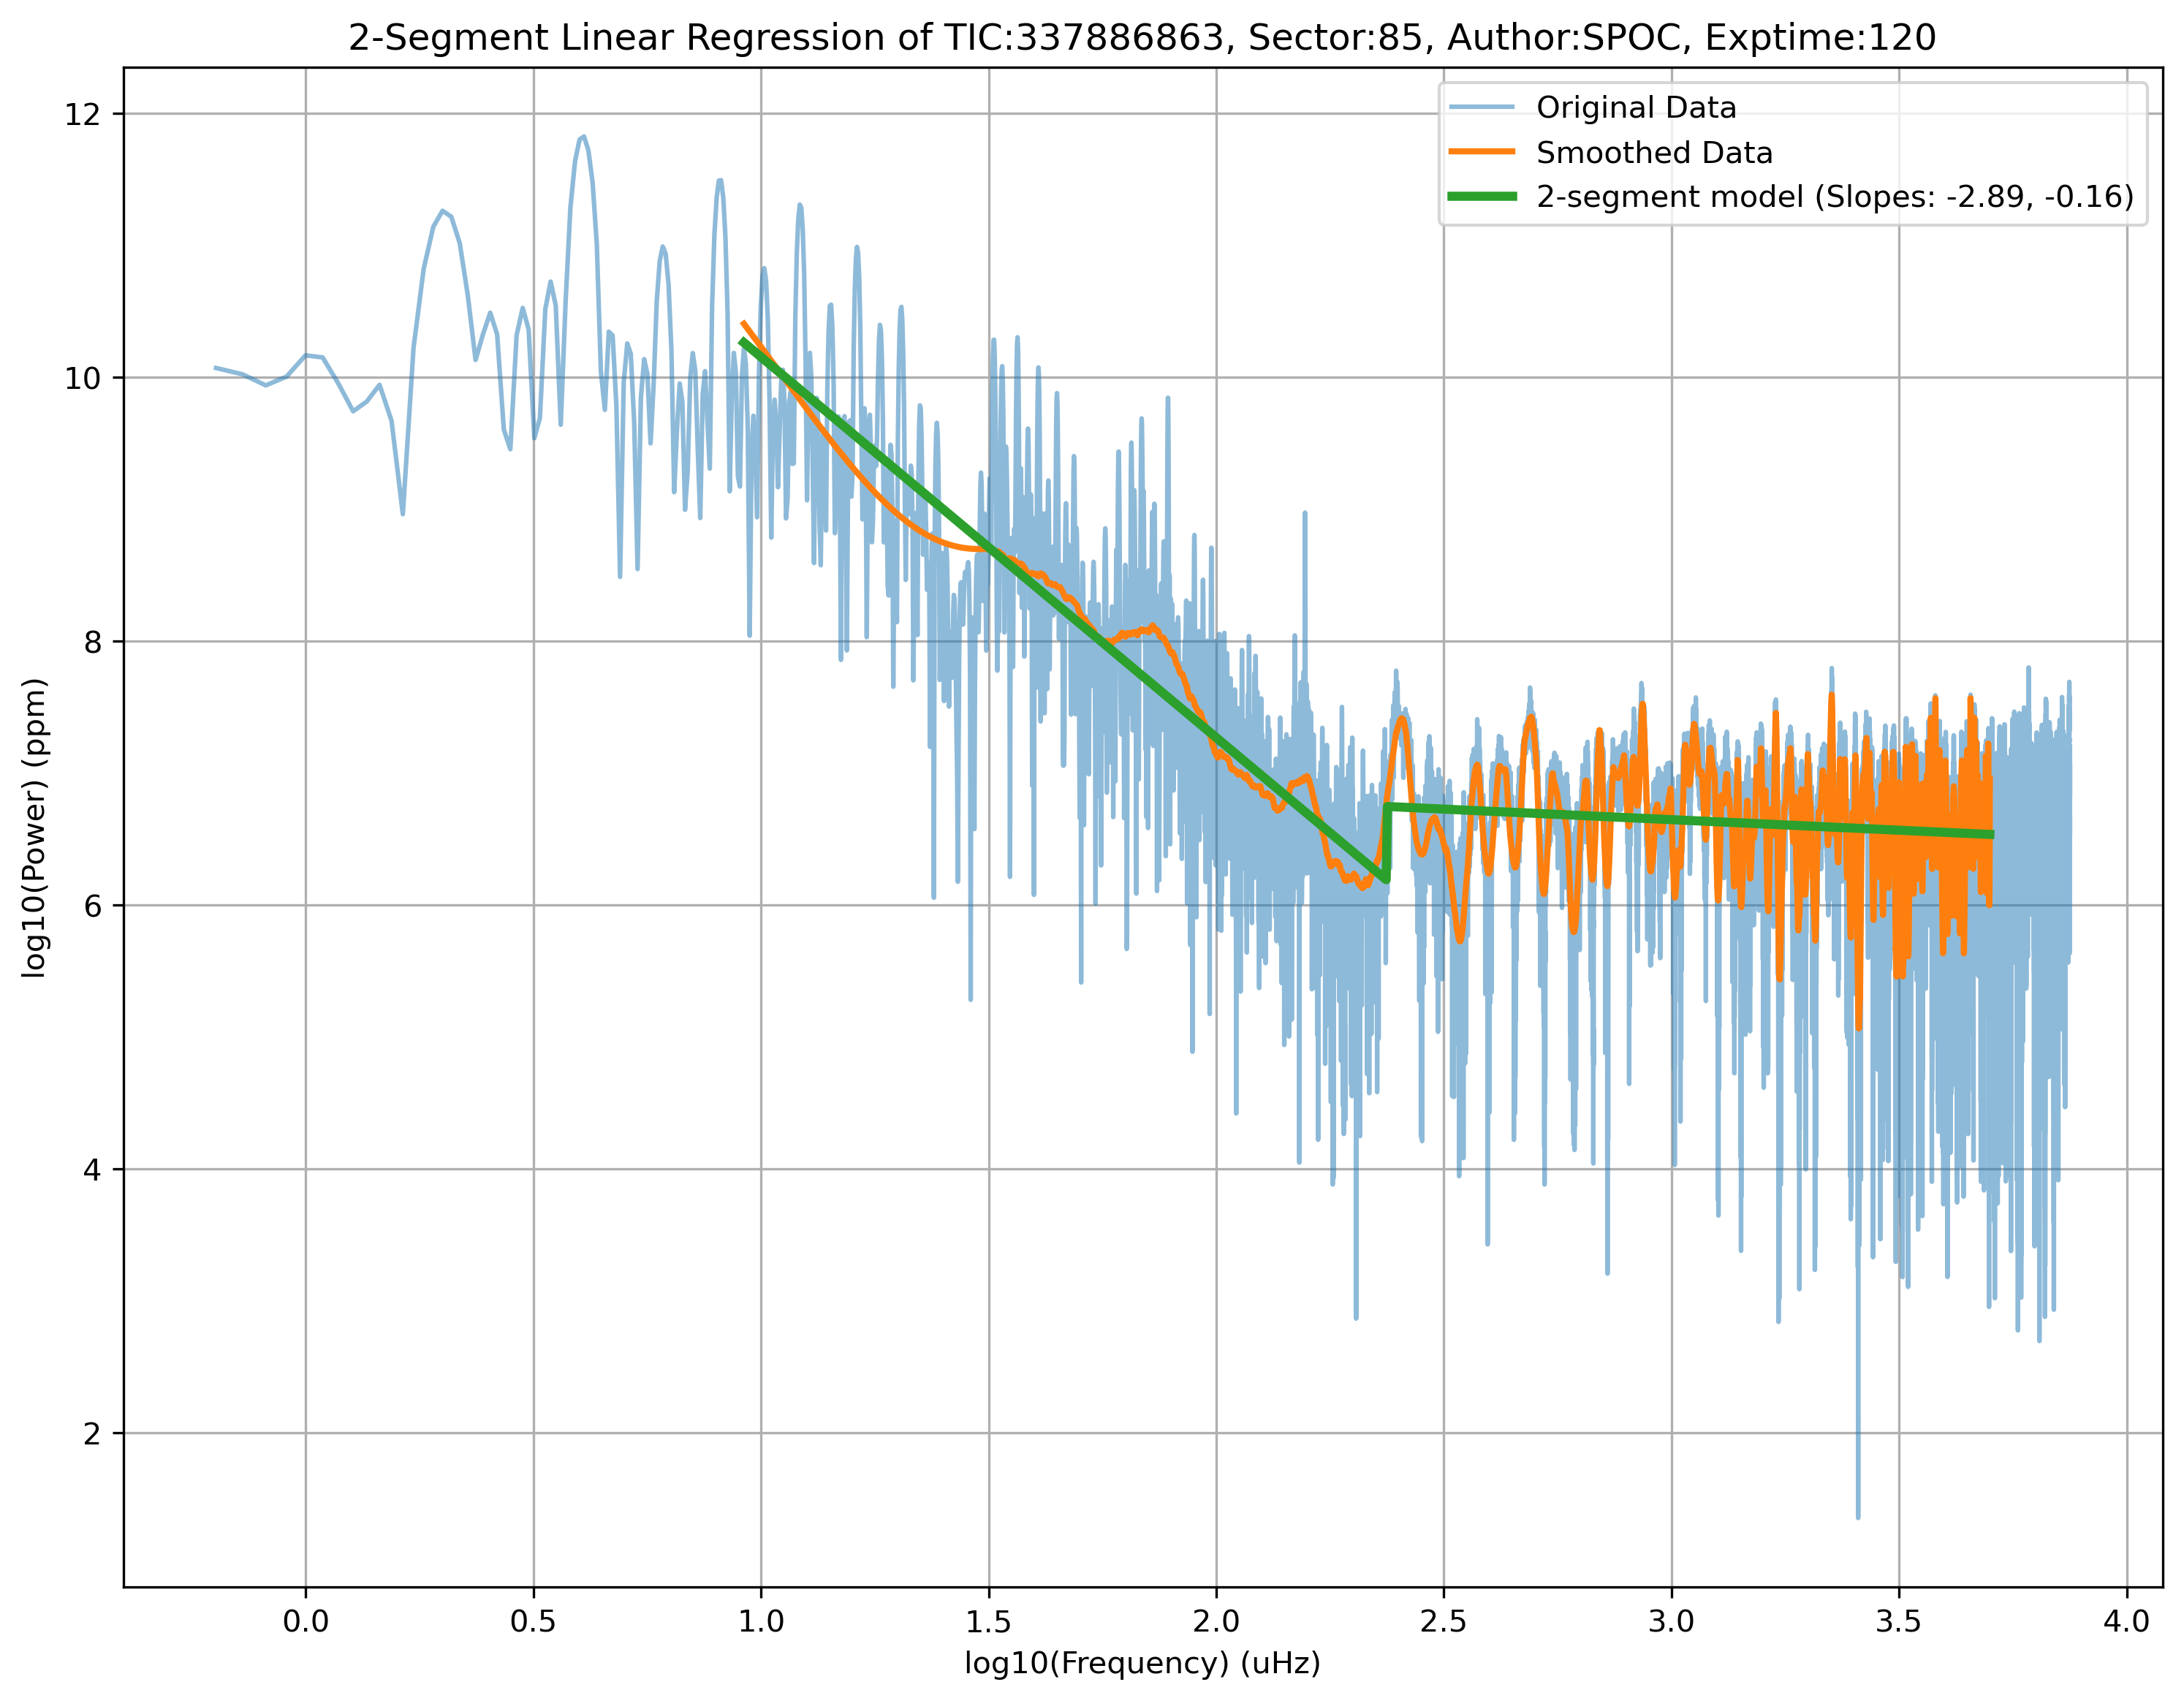 2-Segment Linear Regression of TIC:337886863, Sector:85, Author:SPOC, Exptime:120
Original Data
Smoothed Data
2-segment model (Slopes: -2.89, -0.16)
log10(Power) (ppm)
12
10
8
6
4
2
0.0 0.5 1.0 1.5 2.0 2.5 3.0 3.5 4.0
log10(Frequency) (uHz)